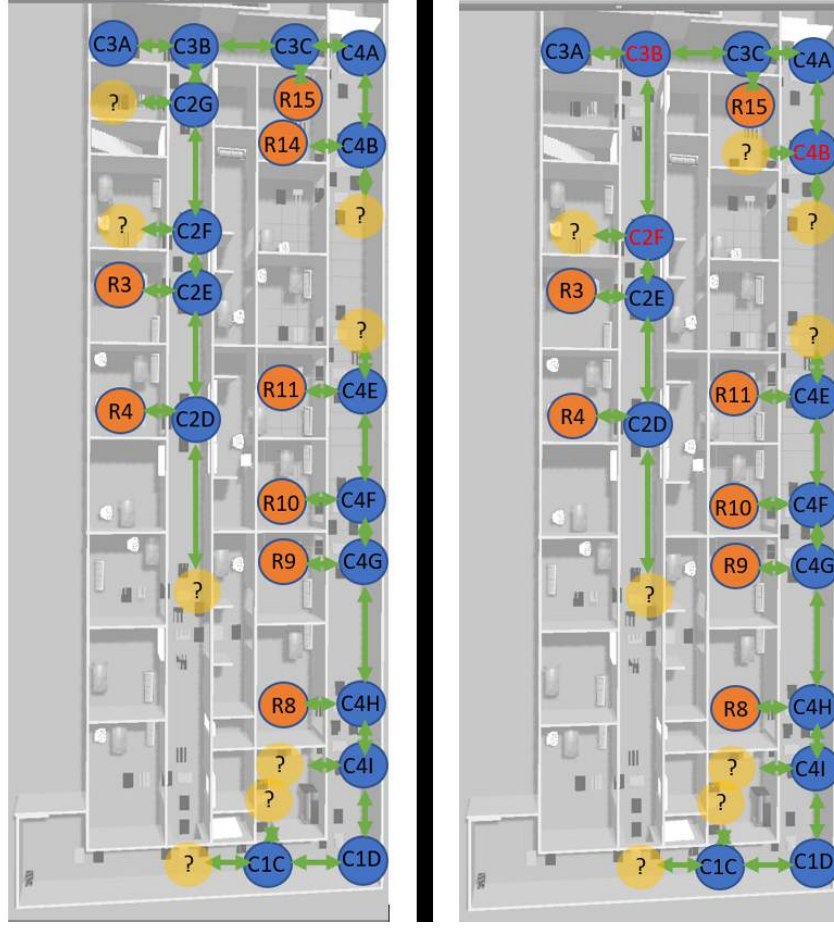 C3A C3B C3C C4A
? C2G R15
R14 C4B
? C2F ?
R3 C2E
?
R4 C2D R11 C4E
R10 C4F
R9 C4G
?
R8 C4H
? C4I
?
? C1C C1D
C3A C3B C3C C4A
R15
? C4B
? C2F ?
R3 C2E
?
R4 C2D R11 C4E
R10 C4F
R9 C4G
?
R8 C4H
? C4I
?
? C1C C1D